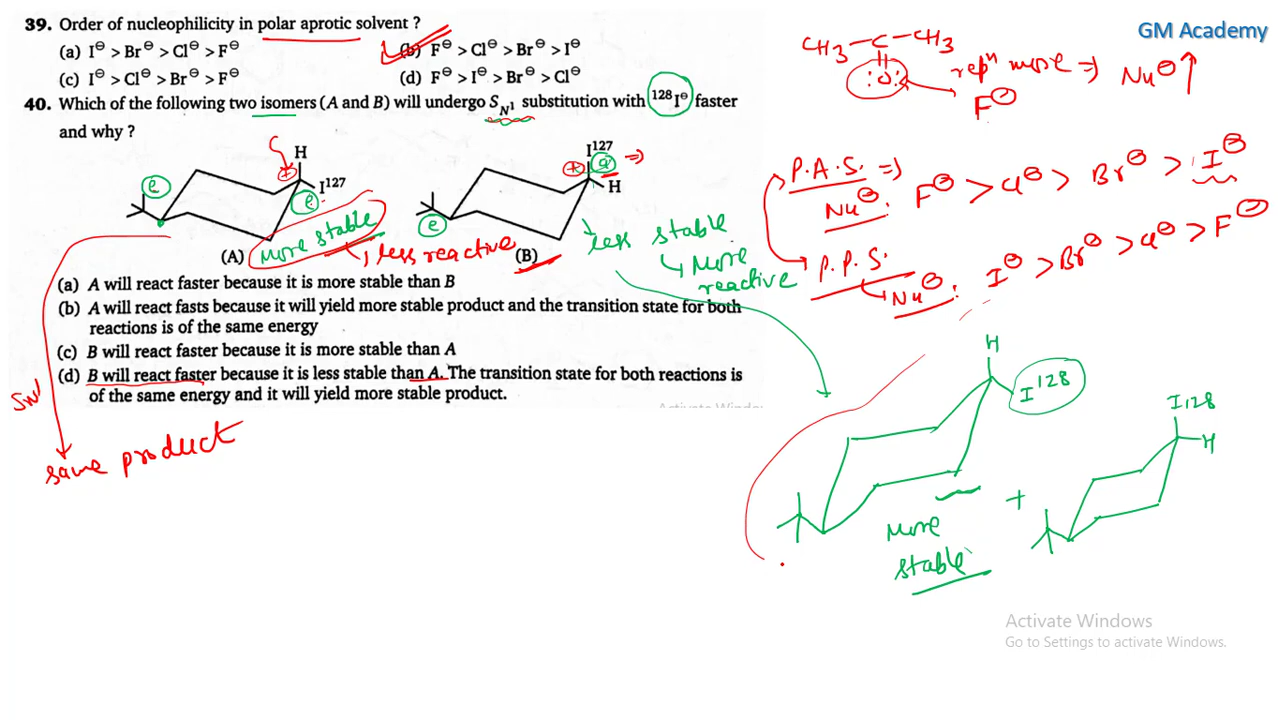 GM Academy
39. Order of nucleophilicity in polar aprotic solvent ?
(a) I⊖ > Br⊖ > Cl⊖ > F⊖
(b) F⊖ > Cl⊖ > Br⊖ > I⊖
(c) I⊖ > Cl⊖ > Br⊖ > F⊖
(d) F⊖ > I⊖ > Br⊖ > Cl⊖
40. Which of the following two isomers (A and B) will undergo SN1 substitution with 128I⊖ faster
and why ?
H
I127
e
e
(A)
more stable
, less reactive
I127
a ⇒
H
e
(B)
less stable
↳ More
reactive
(a) A will react faster because it is more stable than B
(b) A will react fasts because it will yield more stable product and the transition state for both
reactions is of the same energy
(c) B will react faster because it is more stable than A
(d) B will react faster because it is less stable than A. The transition state for both reactions is
of the same energy and it will yield more stable product.
SN1
same product
CH3-C-CH3
:O:
repn more ⇒ Nu⊖ ↑
F⊖
P.A.S. ⇒
Nu⊖: F⊖ > Cl⊖ > Br⊖ > I⊖
P.P.S.
Nu⊖: I⊖ > Br⊖ > Cl⊖ > F⊖
H
I128
More
stable
+
I128
H
Activate Windows
Go to Settings to activate Windows.